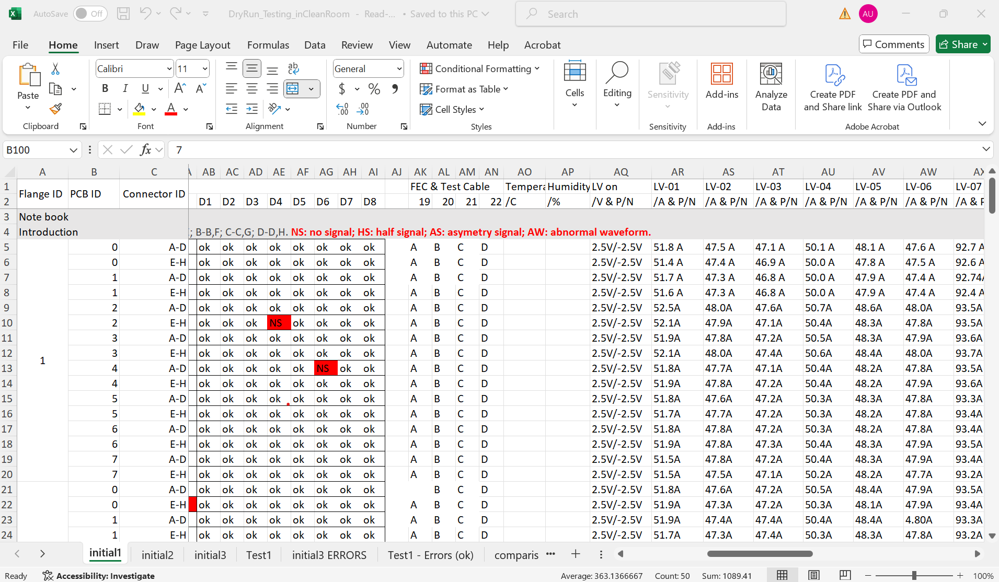 AutoSave Off DryRun_Testing_inCleanRoom - Read-... • Saved to this PC Search AU
File Home Insert Draw Page Layout Formulas Data Review View Automate Help Acrobat Comments Share
Paste Calibri 11 General Conditional Formatting Format as Table Cell Styles Cells Editing Sensitivity Add-ins Analyze Data Create PDF and Share link Create PDF and Share via Outlook
Clipboard Font Alignment Number Styles Sensitivity Add-ins Adobe Acrobat
B100 fx 7
A B C AB AC AD AE AF AG AH AI AJ AK AL AM AN AO AP AQ AR AS AT AU AV AW AX
1 Flange ID PCB ID Connector ID FEC & Test Cable Tempera Humidity LV on LV-01 LV-02 LV-03 LV-04 LV-05 LV-06 LV-07
2 D1 D2 D3 D4 D5 D6 D7 D8 19 20 21 22 /C /% /V & P/N /A & P/N /A & P/N /A & P/N /A & P/N /A & P/N /A & P/N /A & P
3 Note book
4 Introduction ; B-B,F; C-C,G; D-D,H. NS: no signal; HS: half signal; AS: asymetry signal; AW: abnormal waveform.
5 0 A-D ok ok ok ok ok ok ok ok A B C D 2.5V/-2.5V 51.8 A 47.5 A 47.1 A 50.1 A 48.1 A 47.6 A 92.7 A
6 0 E-H ok ok ok ok ok ok ok ok A B C D 2.5V/-2.5V 51.4 A 47.4 A 46.9 A 50.0 A 47.8 A 47.5 A 92.6 A
7 1 A-D ok ok ok ok ok ok ok ok A B C D 2.5V/-2.5V 51.7 A 47.3 A 46.8 A 50.0 A 47.9 A 47.4 A 92.74A
8 1 E-H ok ok ok ok ok ok ok ok A B C D 2.5V/-2.5V 51.6 A 47.3 A 46.8 A 50.0 A 47.9 A 47.4 A 92.4 A
9 2 A-D ok ok ok ok ok ok ok ok A B C D 2.5V/-2.5V 52.5A 48.0A 47.6A 50.7A 48.6A 48.0A 93.5A
10 2 E-H ok ok ok NS ok ok ok ok A B C D 2.5V/-2.5V 52.1A 47.9A 47.1A 50.4A 48.3A 47.8A 93.5A
11 3 A-D ok ok ok ok ok ok ok ok A B C D 2.5V/-2.5V 51.9A 47.8A 47.2A 50.5A 48.3A 47.9A 93.6A
12 3 E-H ok ok ok ok ok ok ok ok A B C D 2.5V/-2.5V 52.1A 48.0A 47.4A 50.6A 48.4A 48.0A 93.7A
1
13 4 A-D ok ok ok ok ok NS ok ok A B C D 2.5V/-2.5V 51.8A 47.7A 47.1A 50.4A 48.2A 47.8A 93.5A
14 4 E-H ok ok ok ok ok ok ok ok A B C D 2.5V/-2.5V 51.9A 47.8A 47.2A 50.4A 48.2A 47.9A 93.6A
15 5 A-D ok ok ok ok ok ok ok ok A B C D 2.5V/-2.5V 51.8A 47.6A 47.2A 50.3A 48.3A 47.8A 93.3A
16 5 E-H ok ok ok ok ok ok ok ok A B C D 2.5V/-2.5V 51.7A 47.7A 47.2A 50.3A 48.2A 47.8A 93.4A
17 6 A-D ok ok ok ok ok ok ok ok A B C D 2.5V/-2.5V 51.8A 47.8A 47.2A 50.3A 48.2A 47.8A 93.4A
18 6 E-H ok ok ok ok ok ok ok ok A B C D 2.5V/-2.5V 51.9A 47.8A 47.3A 50.4A 48.3A 47.9A 93.5A
19 7 A-D ok ok ok ok ok ok ok ok A B C D 2.5V/-2.5V 51.5A 47.8A 47.2A 50.4A 48.3A 47.9A 93.4A
20 7 E-H ok ok ok ok ok ok ok ok A B C D 2.5V/-2.5V 51.5A 47.5A 47.1A 50.2A 48.2A 47.7A 93.2A
21 0 A-D ok ok ok ok ok ok ok ok B C D 2.5V/-2.5V 51.8A 47.6A 47.2A 50.5A 48.4A 47.9A 93.5A
22 0 E-H ok ok ok ok ok ok ok ok A B C D 2.5V/-2.5V 51.9A 47.3A 47.2A 50.3A 48.1A 47.9A 93.4A
23 1 A-D ok ok ok ok ok ok ok ok A B C D 2.5V/-2.5V 51.9A 47.4A 47.4A 50.4A 48.4A 4.80A 93.3A
24 1 E-H ok ok ok ok ok ok ok ok A B C D 2.5V/-2.5V 51.7A 47.3A 47.4A 50.3A 48.3A 47.8A 93.2A
initial1 initial2 initial3 Test1 initial3 ERRORS Test1 - Errors (ok) comparis ...
Ready Accessibility: Investigate Average: 363.1366667 Count: 50 Sum: 1089.41 100%